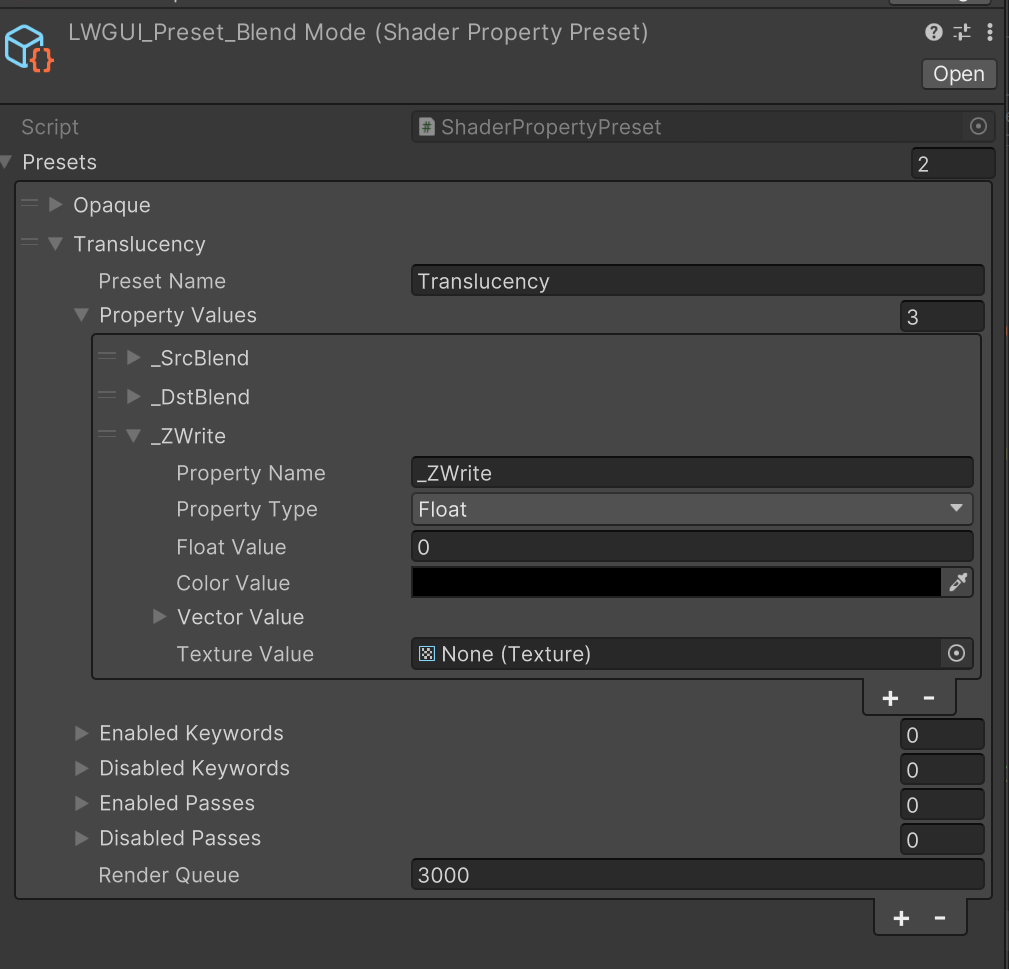 LWGUI_Preset_Blend Mode (Shader Property Preset)
Open
Script
# ShaderPropertyPreset
Presets
2
Opaque
Translucency
Preset Name
Translucency
Property Values
3
_SrcBlend
_DstBlend
_ZWrite
Property Name
_ZWrite
Property Type
Float
Float Value
0
Color Value
Vector Value
Texture Value
None (Texture)
+ -
Enabled Keywords
0
Disabled Keywords
0
Enabled Passes
0
Disabled Passes
0
Render Queue
3000
+ -